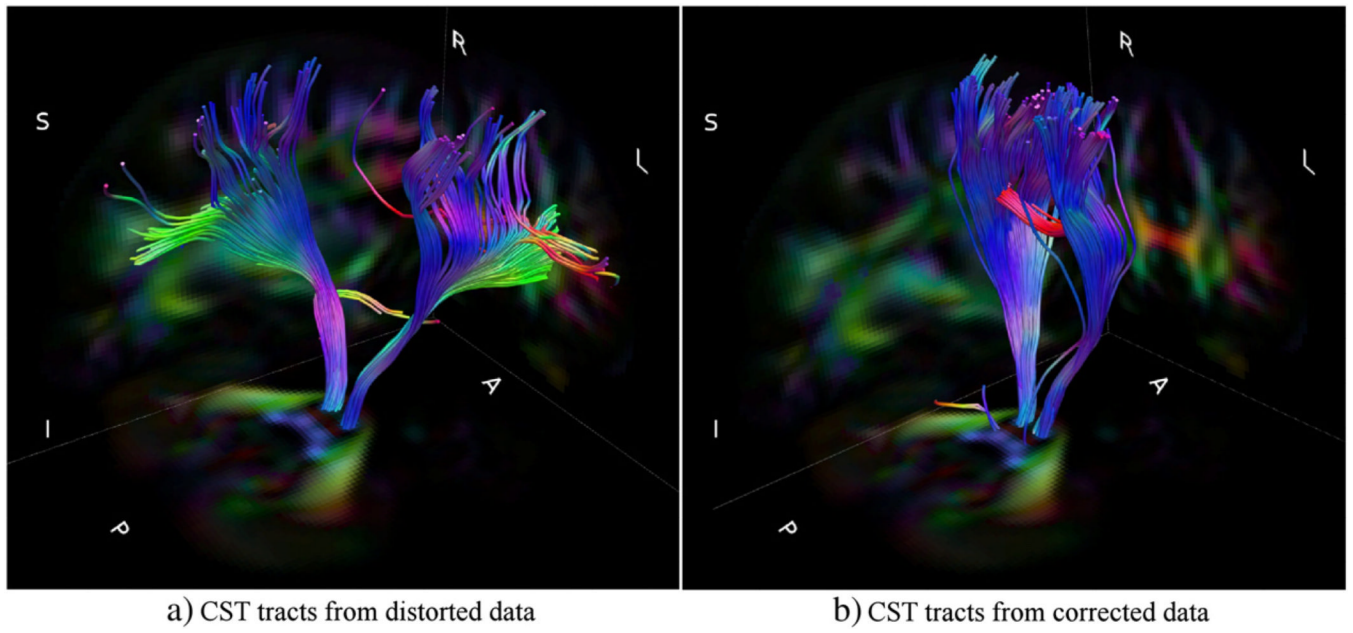 R
S
L
A
I
P
a) CST tracts from distorted data
R
S
L
A
I
P
b) CST tracts from corrected data